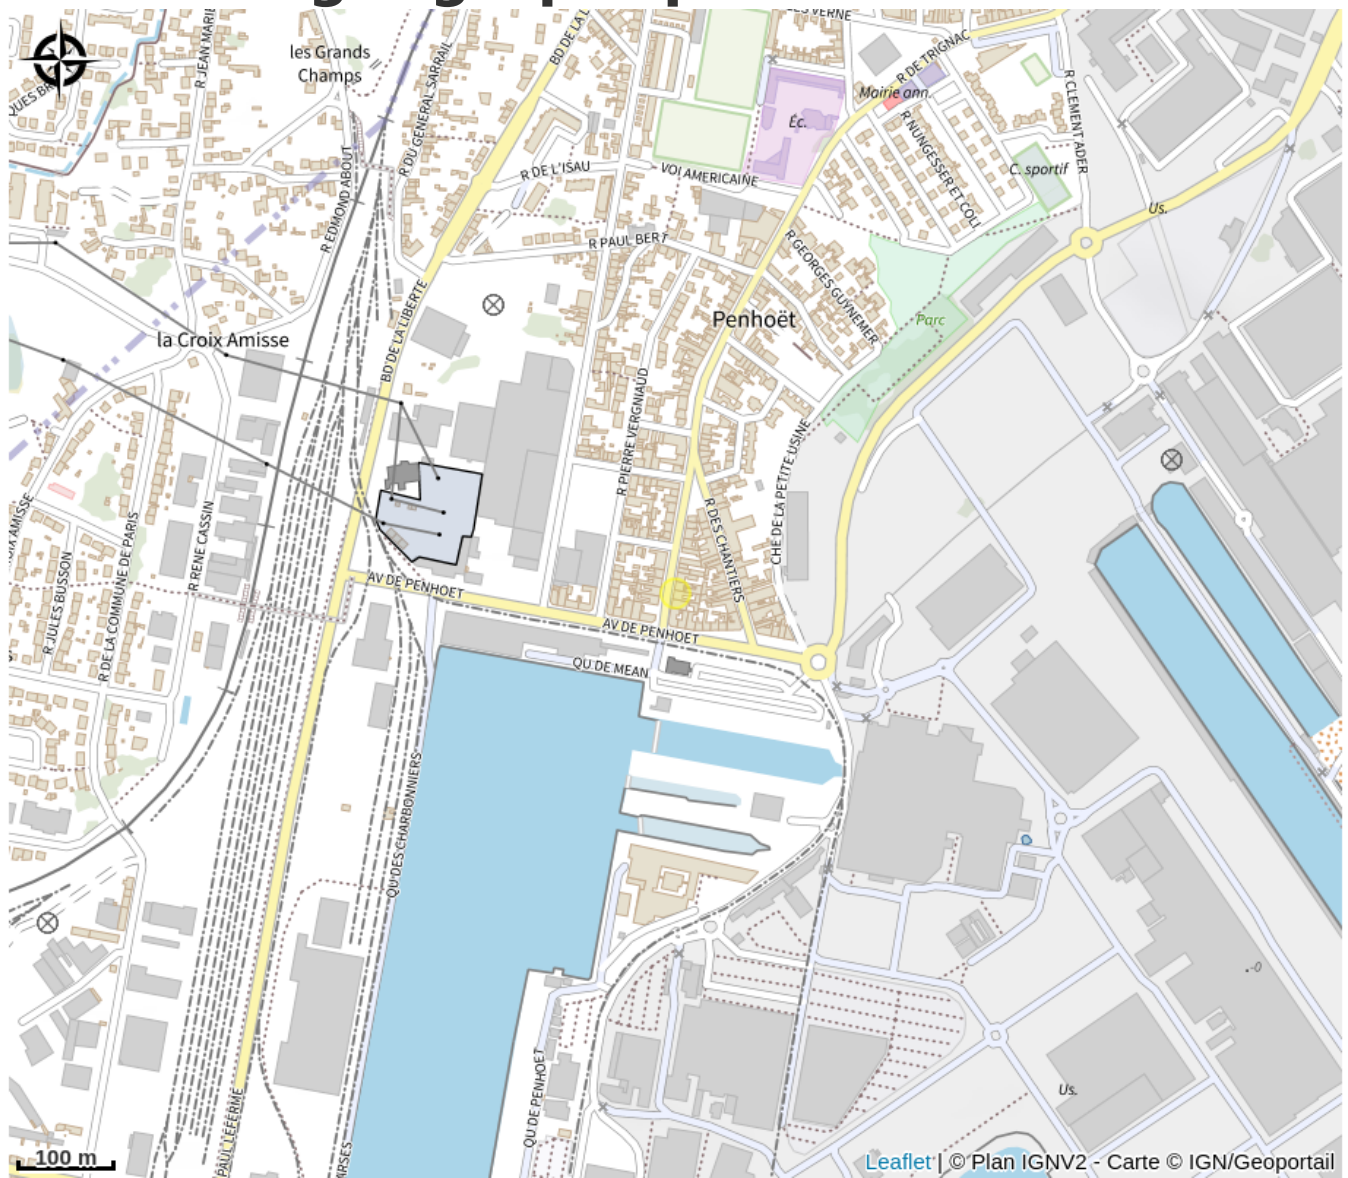 R JEAN MARIE
les Grands
Champs
R DU GENERAL SARRAIL
R DE TRIGNAC
Mairie ann.
R CLEMENT ADER
Éc.
R NUNGESSER ET COLI
C. sportif
R DE L'ISAU
VOI AMERICAINE
R EDMOND ABOUT
Us.
R PAUL BERT
R GEORGES GUYNEMER
BD DE LA LIBERTE
Penhoët
Parc
la Croix Amisse
R PIERRE VERGNIAUD
CHE DE LA PETITE USINE
R RENE CASSIN
R DE LA COMMUNE DE PARIS
R JULES BUSSON
R DES CHANTIERS
AV DE PENHOET
AV DE PENHOET
QU DE MEAN
QU DES CHARBONNIERS
-0
QU DE PENHOET
Us.
PAUL LEFERME
100 m
Leaflet | © Plan IGNV2 - Carte © IGN/Geoportail